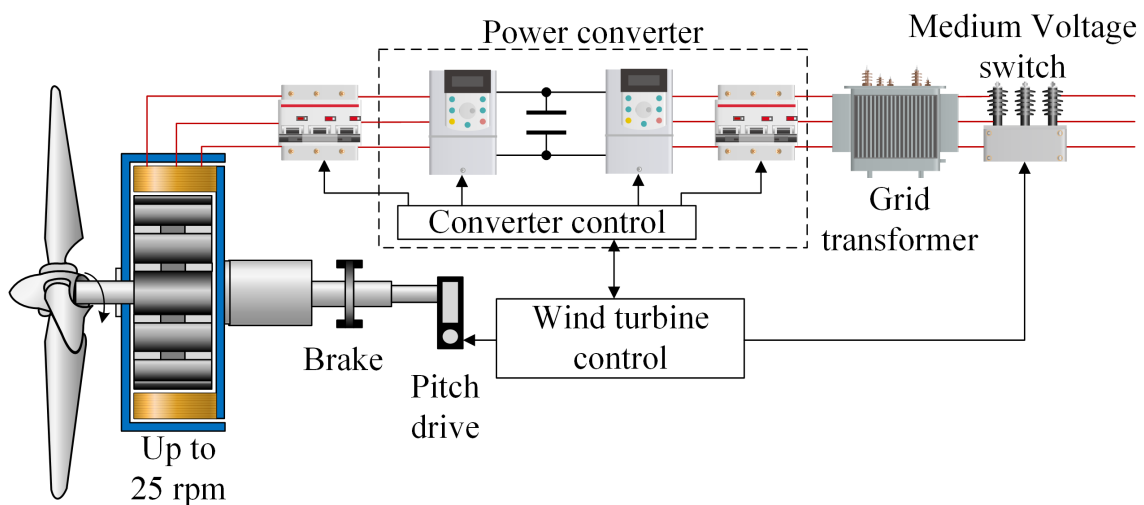 Power converter
Medium Voltage
switch
Converter control
Grid
transformer
Wind turbine
control
Brake
Pitch
drive
Up to
25 rpm